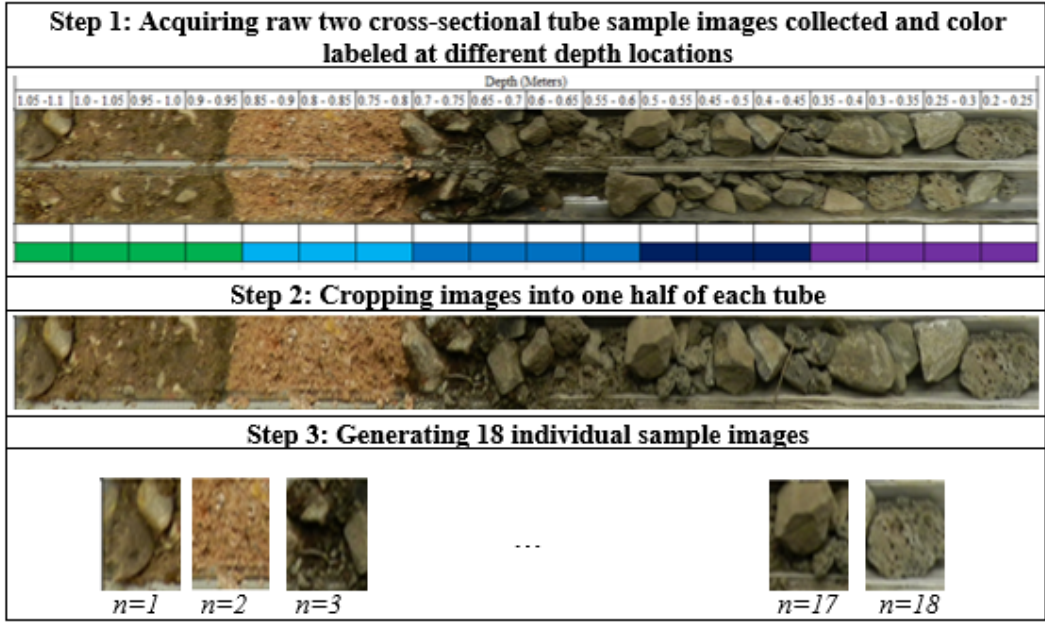 Step 1: Acquiring raw two cross-sectional tube sample images collected and color
labeled at different depth locations
Depth (Meters)
1.05 -1.1 1.0 - 1.05 0.95 - 1.0 0.9 - 0.95 0.85 - 0.9 0.8 - 0.85 0.75 - 0.8 0.7 - 0.75 0.65 - 0.7 0.6 - 0.65 0.55 - 0.6 0.5 - 0.55 0.45 - 0.5 0.4 - 0.45 0.35 - 0.4 0.3 - 0.35 0.25 - 0.3 0.2 - 0.25
Step 2: Cropping images into one half of each tube
Step 3: Generating 18 individual sample images
...
n=1 n=2 n=3 n=17 n=18